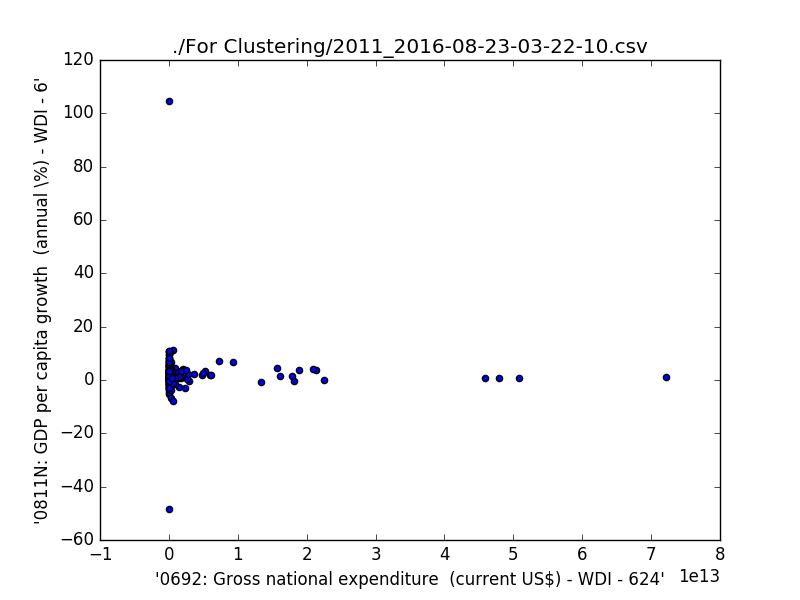 ./For Clustering/2011_2016-08-23-03-22-10.csv
120
100
80
60
40
20
0
−20
−40
−60
'0811N: GDP per capita growth  (annual \%) - WDI - 6'
−1 0 1 2 3 4 5 6 7 8
1e13
'0692: Gross national expenditure  (current US$) - WDI - 624'